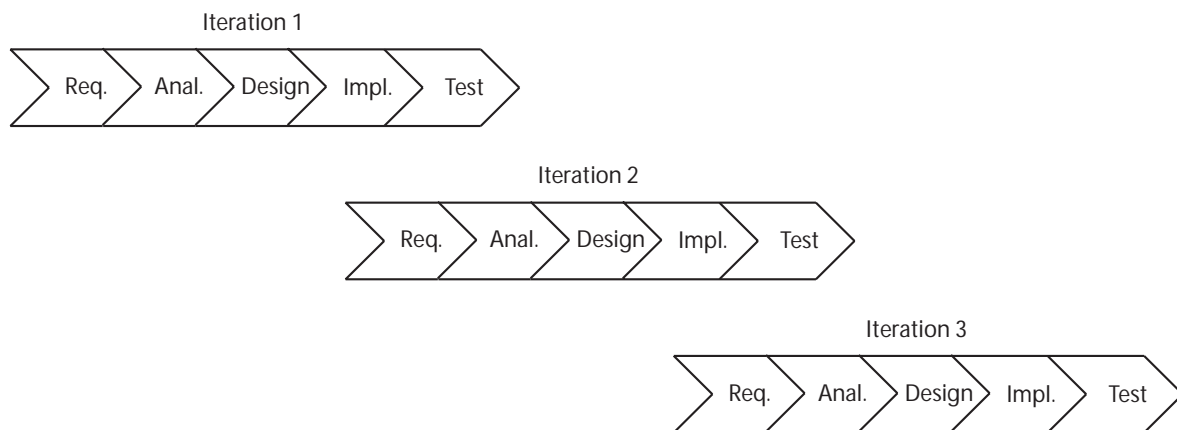 Iteration 1
Req. Anal. Design Impl. Test
Iteration 2
Req. Anal. Design Impl. Test
Iteration 3
Req. Anal. Design Impl. Test